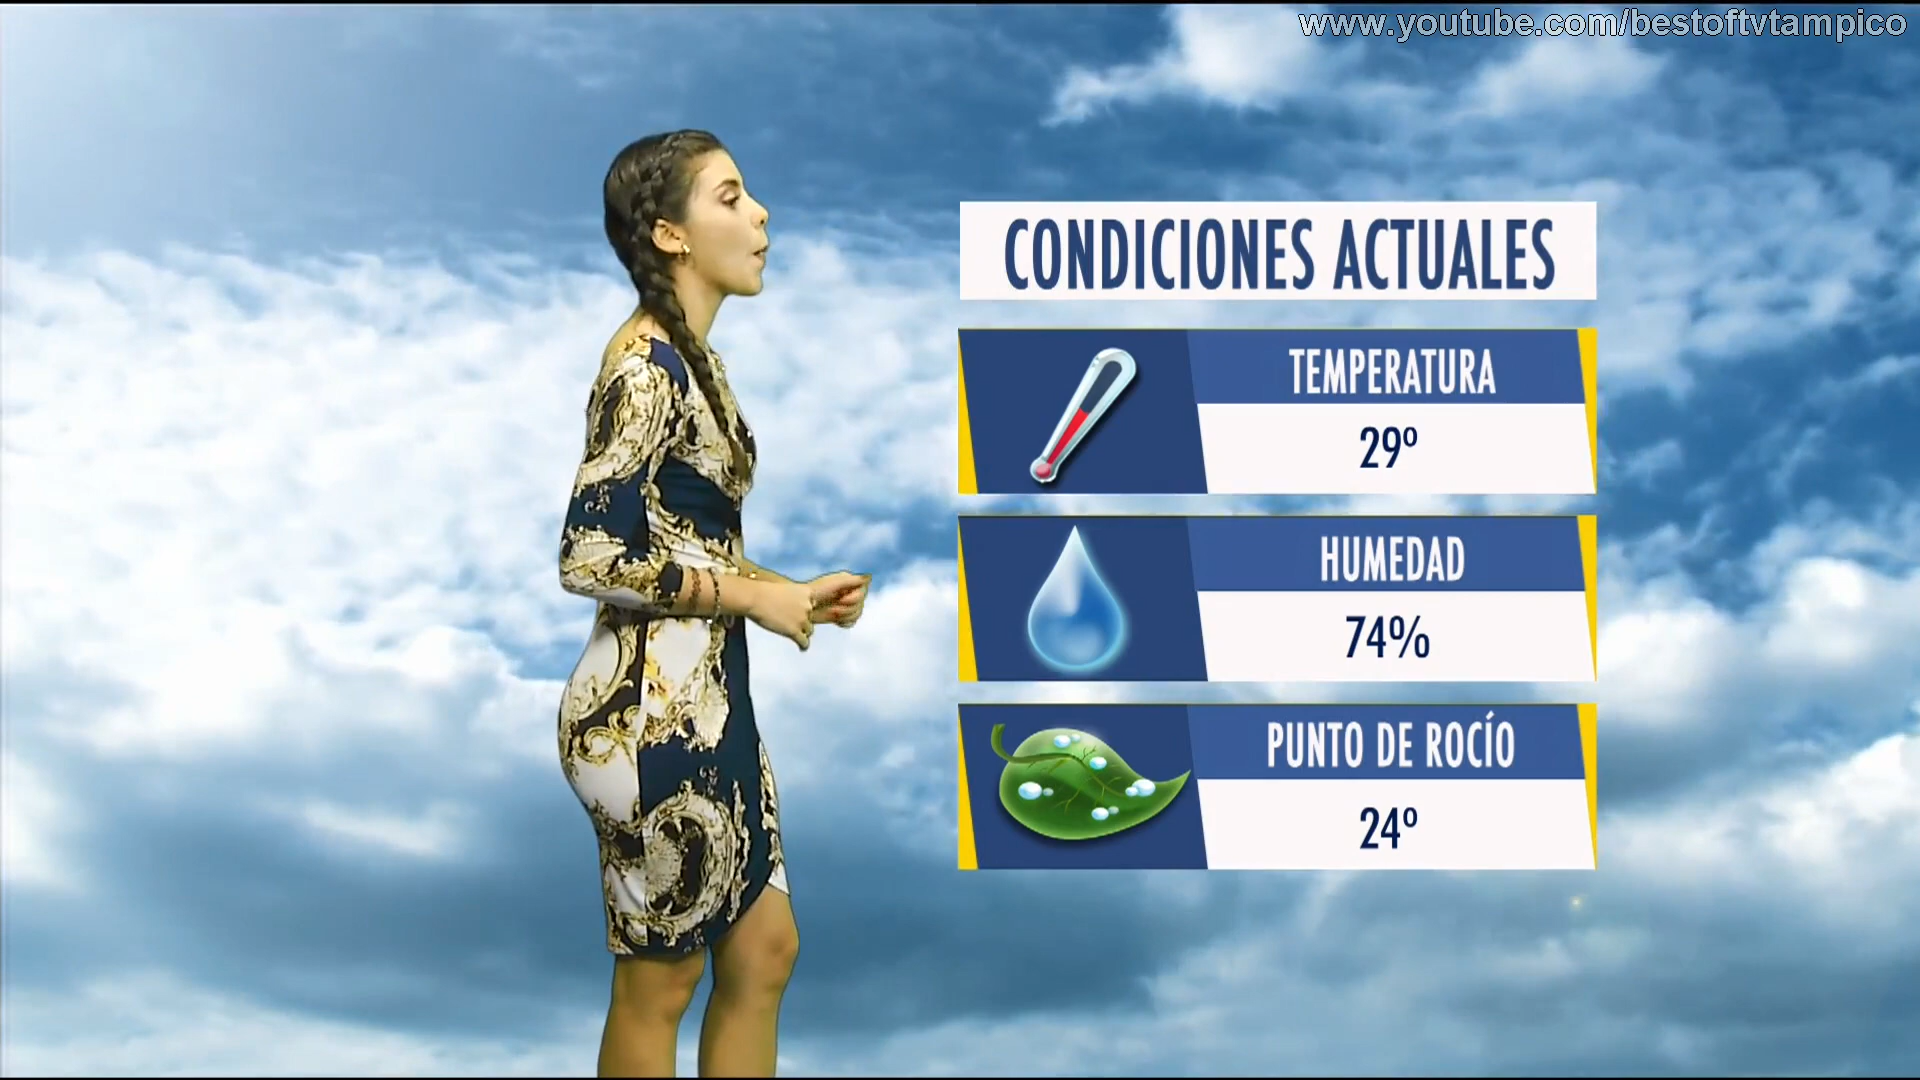 www.youtube.com/bestoftvtampico
CONDICIONES ACTUALES
TEMPERATURA
29º
HUMEDAD
74%
PUNTO DE ROCÍO
24º